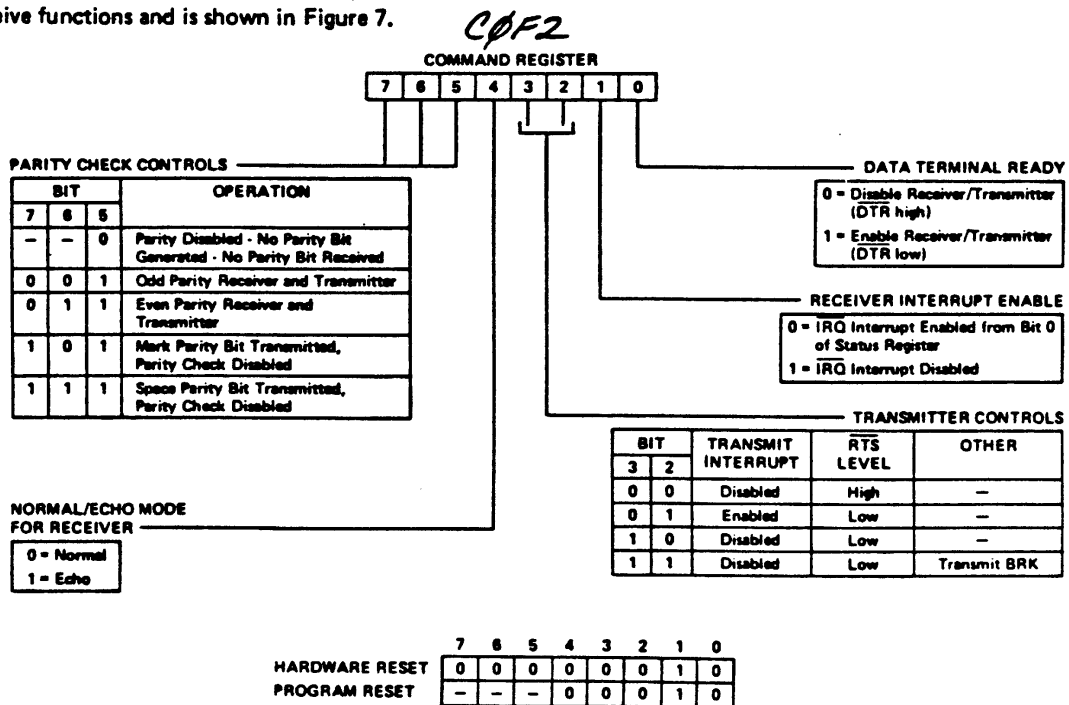 eive functions and is shown in Figure 7.
CØF2
COMMAND REGISTER
7 6 5 4 3 2 1 0
PARITY CHECK CONTROLS
BIT OPERATION
7 6 5
– – 0 Parity Disabled - No Parity Bit
Generated - No Parity Bit Received
0 0 1 Odd Parity Receiver and Transmitter
0 1 1 Even Parity Receiver and
Transmitter
1 0 1 Mark Parity Bit Transmitted,
Parity Check Disabled
1 1 1 Space Parity Bit Transmitted,
Parity Check Disabled
NORMAL/ECHO MODE
FOR RECEIVER
0 = Normal
1 = Echo
DATA TERMINAL READY
0 = Disable Receiver/Transmitter
(DTR high)
1 = Enable Receiver/Transmitter
(DTR low)
RECEIVER INTERRUPT ENABLE
0 = IRQ Interrupt Enabled from Bit 0
of Status Register
1 = IRQ Interrupt Disabled
TRANSMITTER CONTROLS
BIT TRANSMIT RTS OTHER
3 2 INTERRUPT LEVEL
0 0 Disabled High –
0 1 Enabled Low –
1 0 Disabled Low –
1 1 Disabled Low Transmit BRK
7 6 5 4 3 2 1 0
HARDWARE RESET 0 0 0 0 0 0 1 0
PROGRAM RESET – – – 0 0 0 1 0